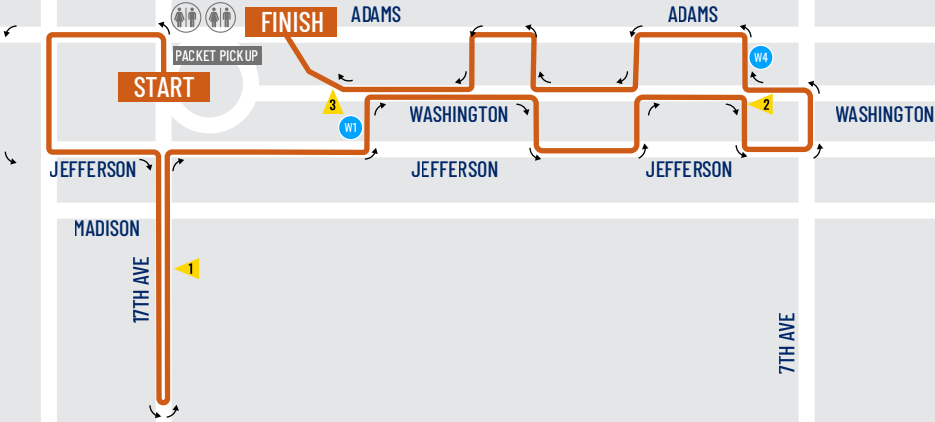 FINISH
ADAMS
ADAMS
PACKET PICKUP
W4
START
3
2
WASHINGTON
WASHINGTON
W1
JEFFERSON
JEFFERSON
JEFFERSON
MADISON
17TH AVE
1
7TH AVE